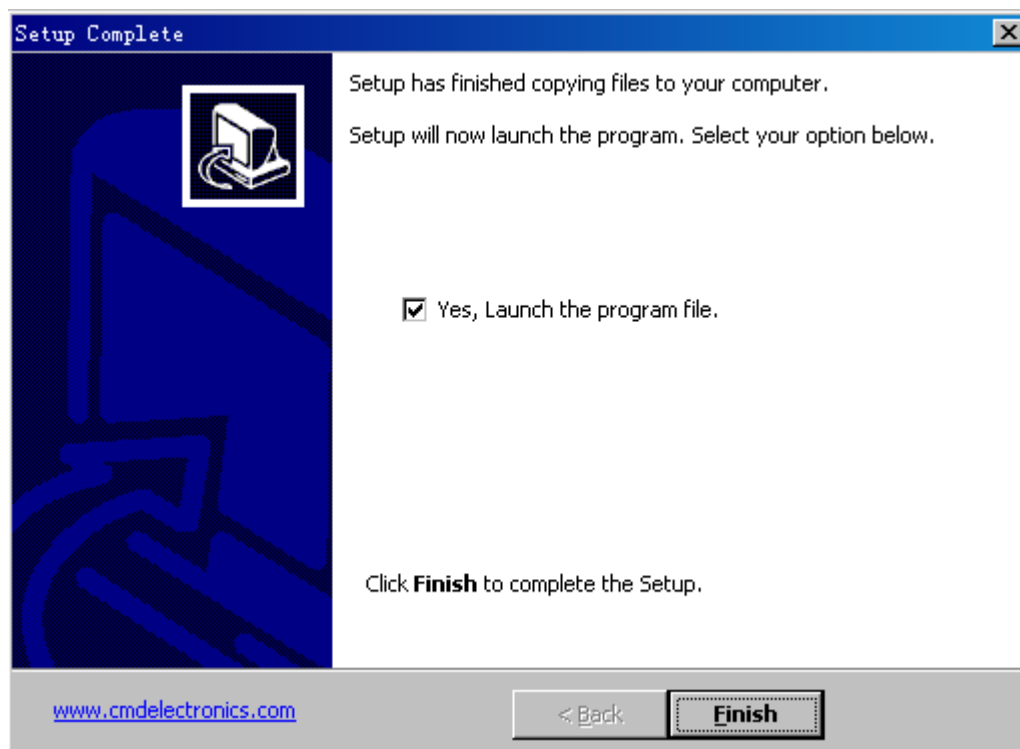 Setup Complete
Setup has finished copying files to your computer.
Setup will now launch the program. Select your option below.
Yes, Launch the program file.
Click Finish to complete the Setup.
www.cmdelectronics.com
< Back
Finish